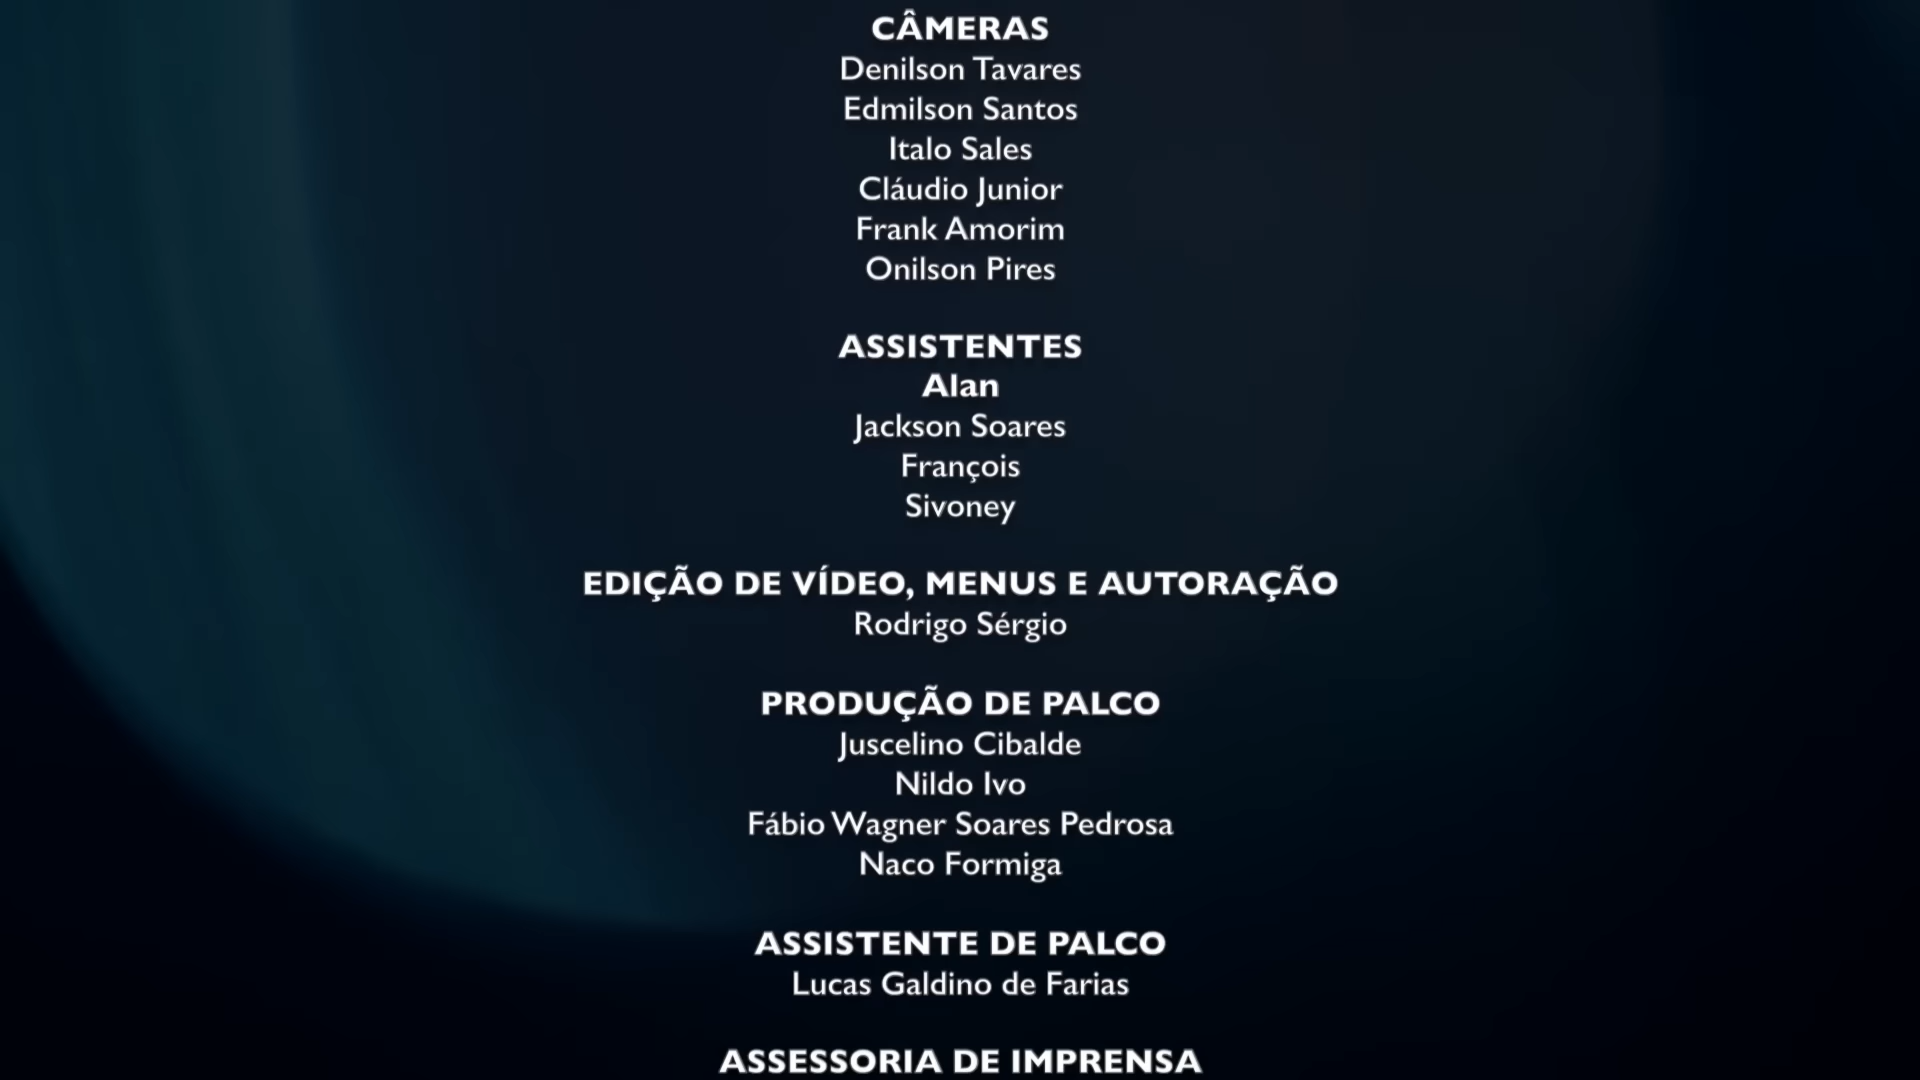 CÂMERAS
Denilson Tavares
Edmilson Santos
Italo Sales
Cláudio Junior
Frank Amorim
Onilson Pires
ASSISTENTES
Alan
Jackson Soares
François
Sivoney
EDIÇÃO DE VÍDEO, MENUS E AUTORAÇÃO
Rodrigo Sérgio
PRODUÇÃO DE PALCO
Juscelino Cibalde
Nildo Ivo
Fábio Wagner Soares Pedrosa
Naco Formiga
ASSISTENTE DE PALCO
Lucas Galdino de Farias
ASSESSORIA DE IMPRENSA